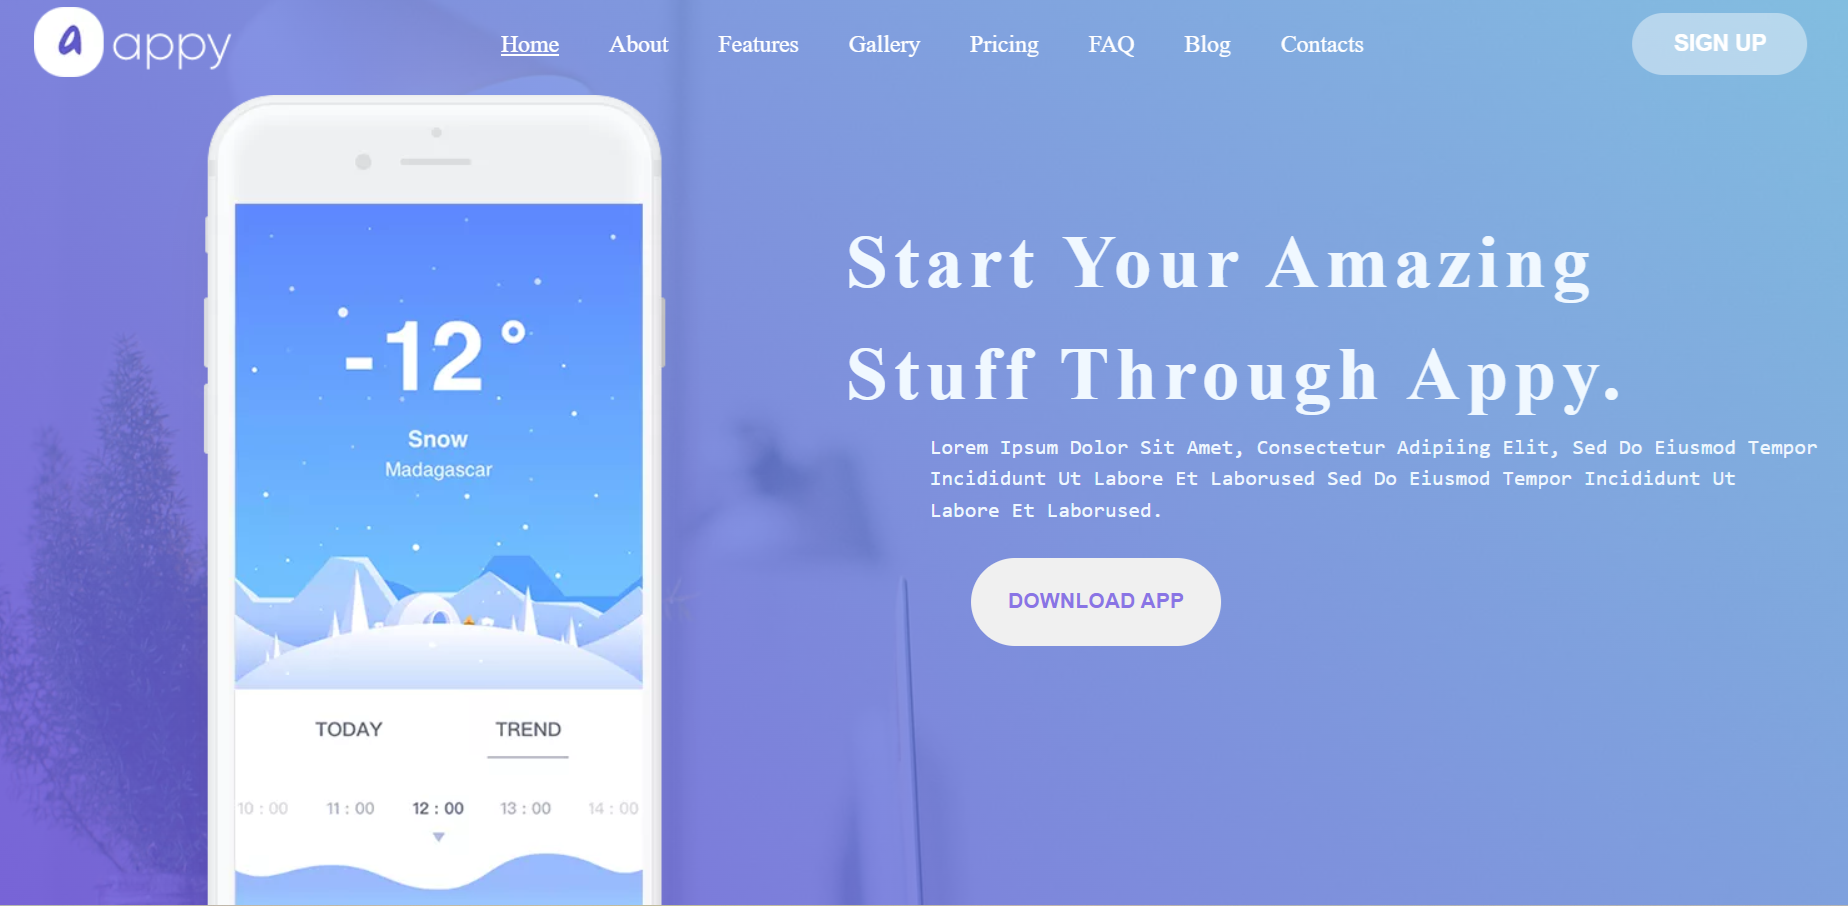 a appy
Home About Features Gallery Pricing FAQ Blog Contacts
SIGN UP
-12°
Snow
Madagascar
TODAY TREND
10 : 00 11 : 00 12 : 00 13 : 00 14 : 00
Start Your Amazing
Stuff Through Appy.
Lorem Ipsum Dolor Sit Amet, Consectetur Adipiing Elit, Sed Do Eiusmod Tempor
Incididunt Ut Labore Et Laborused Sed Do Eiusmod Tempor Incididunt Ut
Labore Et Laborused.
DOWNLOAD APP